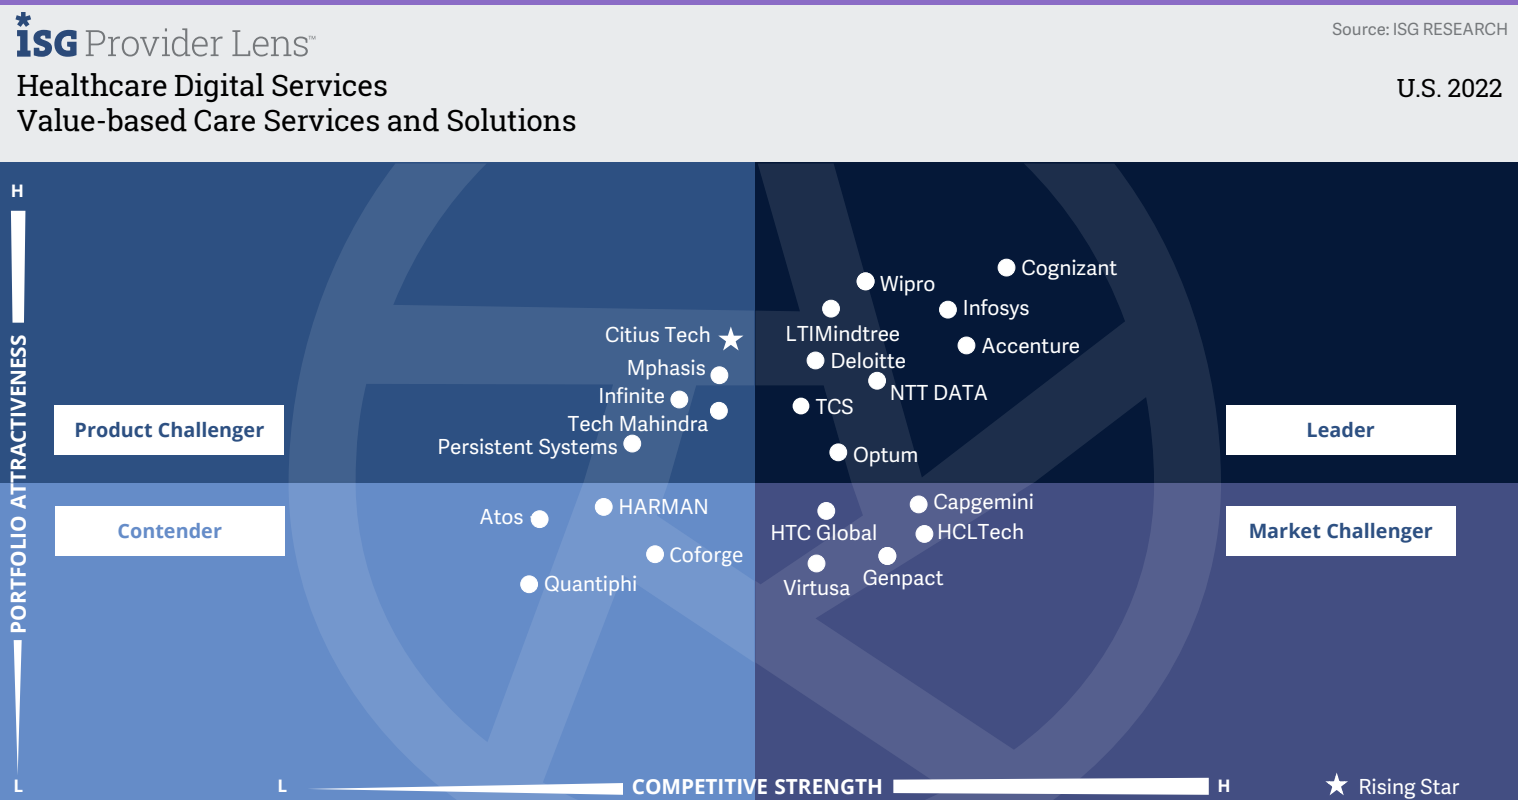 ISG Provider Lens™
Source: ISG RESEARCH
Healthcare Digital Services
U.S. 2022
Value-based Care Services and Solutions
H
PORTFOLIO ATTRACTIVENESS
L
Product Challenger
Citius Tech
Mphasis
Infinite
Tech Mahindra
Persistent Systems
Leader
Cognizant
Wipro
Infosys
LTIMindtree
Accenture
Deloitte
NTT DATA
TCS
Optum
Contender
HARMAN
Atos
Coforge
Quantiphi
Market Challenger
Capgemini
HTC Global
HCLTech
Genpact
Virtusa
L
COMPETITIVE STRENGTH
H
Rising Star